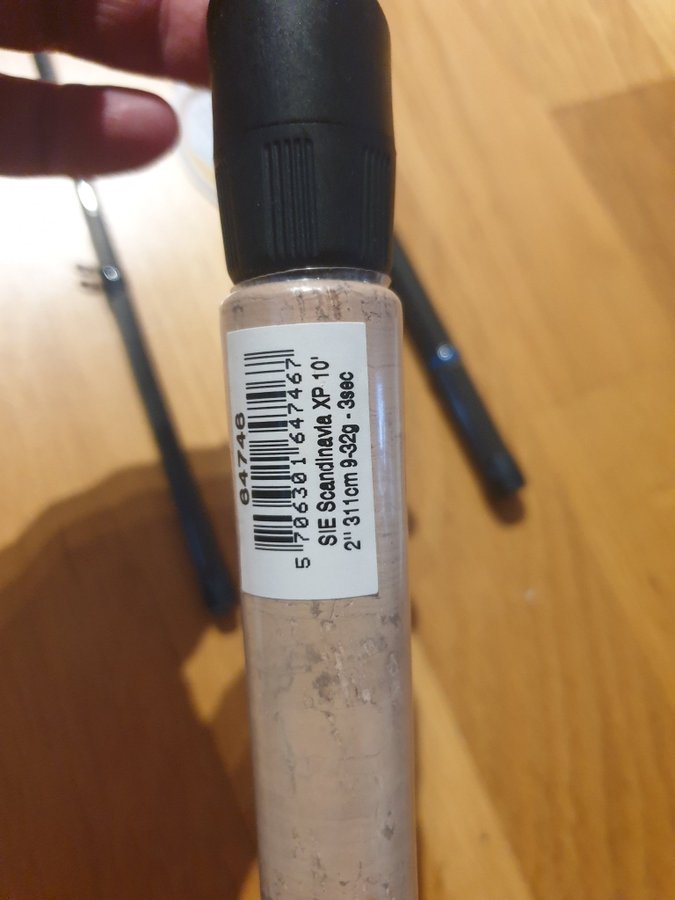 64746
5 706301 647467
SIE Scandinavia XP 10'
2" 311cm 9-32g - 3sec